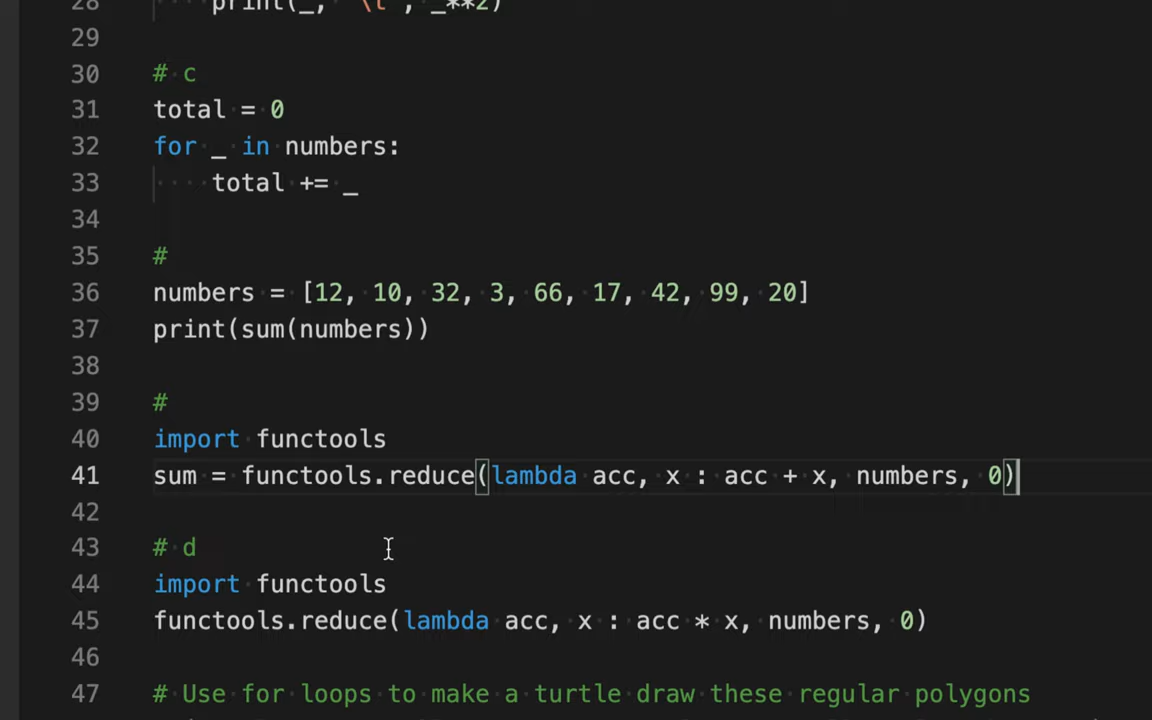 28 print(_, "\t", _**2)
29
30 # c
31 total = 0
32 for _ in numbers:
33 total += _
34
35 #
36 numbers = [12, 10, 32, 3, 66, 17, 42, 99, 20]
37 print(sum(numbers))
38
39 #
40 import functools
41 sum = functools.reduce(lambda acc, x : acc + x, numbers, 0)
42
43 # d
44 import functools
45 functools.reduce(lambda acc, x : acc * x, numbers, 0)
46
47 # Use for loops to make a turtle draw these regular polygons